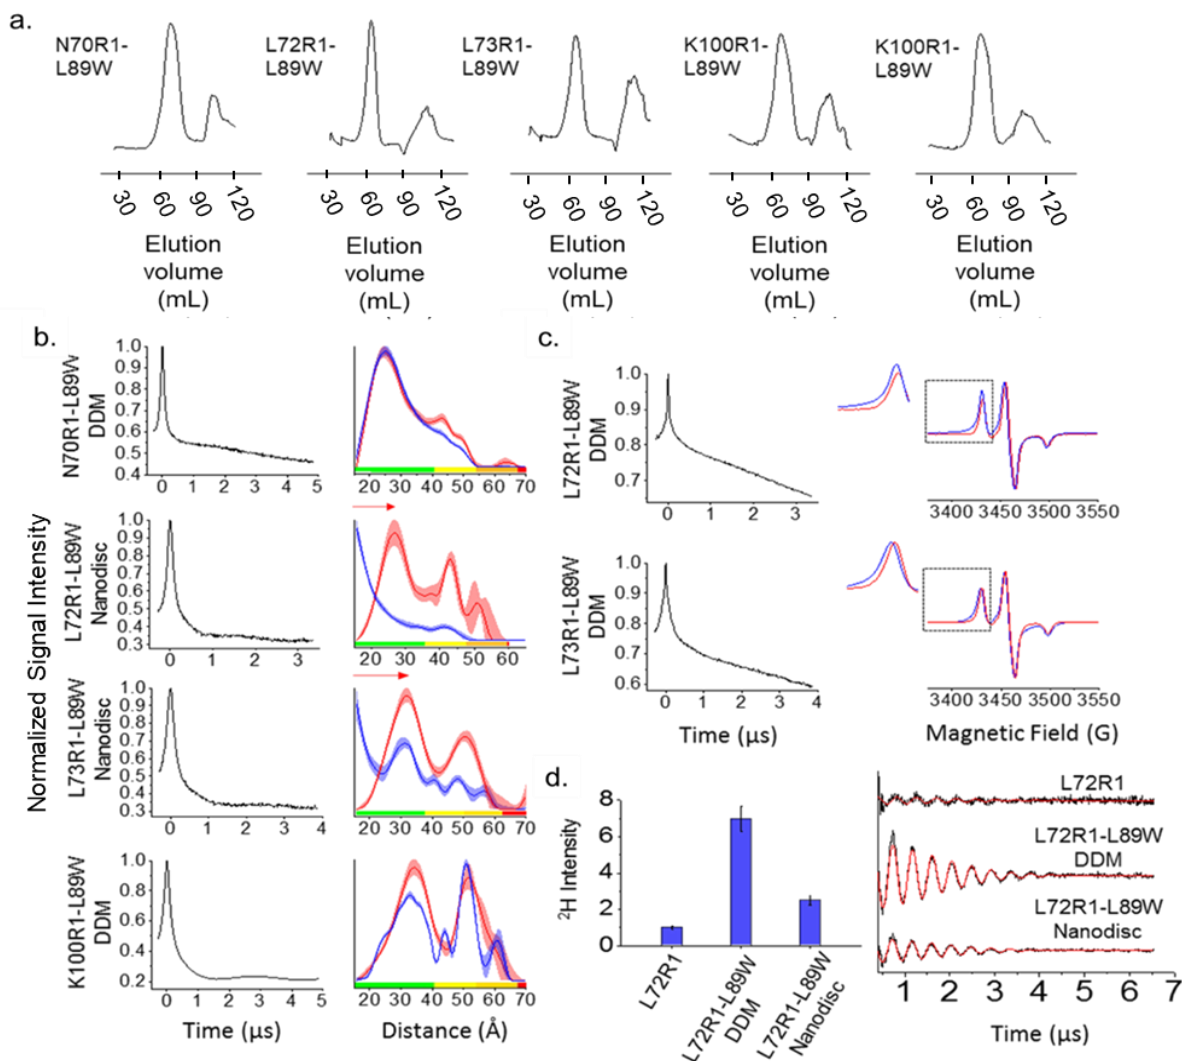 a.
N70R1-
L89W
L72R1-
L89W
L73R1-
L89W
K100R1-
L89W
K100R1-
L89W
30 60 90 120
30 60 90 120
30 60 90 120
30 60 90 120
30 60 90 120
Elution
volume
(mL)
Elution
volume
(mL)
Elution
volume
(mL)
Elution
volume
(mL)
Elution
volume
(mL)
b.
Normalized Signal Intensity
N70R1-L89W
DDM
1.0
0.9
0.8
0.7
0.6
0.5
0.4
0 1 2 3 4 5
20 30 40 50 60 70
L72R1-L89W
Nanodisc
1.0
0.9
0.8
0.7
0.6
0.5
0.4
0.3
0 1 2 3
20 30 40 50 60
L73R1-L89W
Nanodisc
1.0
0.9
0.8
0.7
0.6
0.5
0.4
0.3
0 1 2 3 4
20 30 40 50 60 70
K100R1-L89W
DDM
1.0
0.8
0.6
0.4
0.2
0 1 2 3 4 5
20 30 40 50 60 70
Time (μs)
Distance (Å)
c.
L72R1-L89W
DDM
1.0
0.9
0.8
0.7
0 1 2 3
3400 3450 3500 3550
L73R1-L89W
DDM
1.0
0.9
0.8
0.7
0.6
0 1 2 3 4
3400 3450 3500 3550
Time (μs)
Magnetic Field (G)
d.
²H Intensity
8
6
4
2
0
L72R1
L72R1-L89W
DDM
L72R1-L89W
Nanodisc
L72R1
L72R1-L89W
DDM
L72R1-L89W
Nanodisc
1 2 3 4 5 6 7
Time (μs)